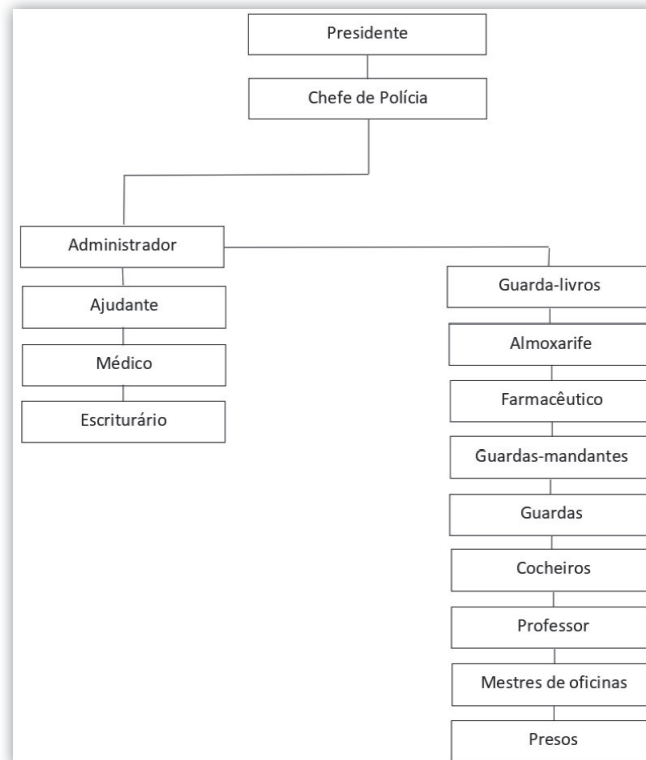 Presidente
Chefe de Polícia
Administrador
Ajudante
Médico
Escriturário
Guarda-livros
Almoxarife
Farmacêutico
Guardas-mandantes
Guardas
Cocheiros
Professor
Mestres de oficinas
Presos